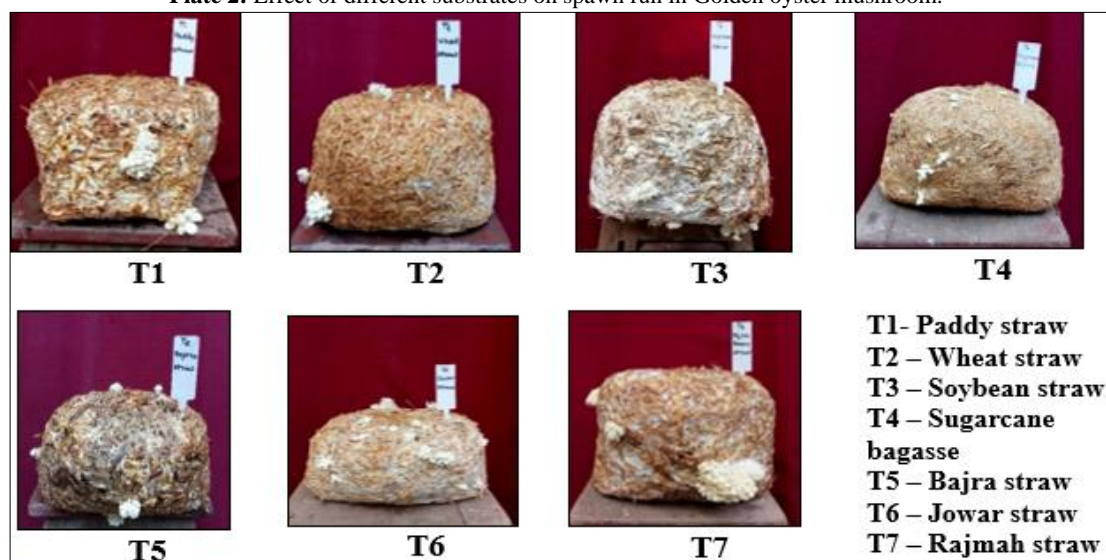 Plate 2: Effect of different substrates on spawn run in Golden oyster mushroom.
T1
T2
T3
T4
T5
T6
T7
T1- Paddy straw
T2 – Wheat straw
T3 – Soybean straw
T4 – Sugarcane
bagasse
T5 – Bajra straw
T6 – Jowar straw
T7 – Rajmah straw